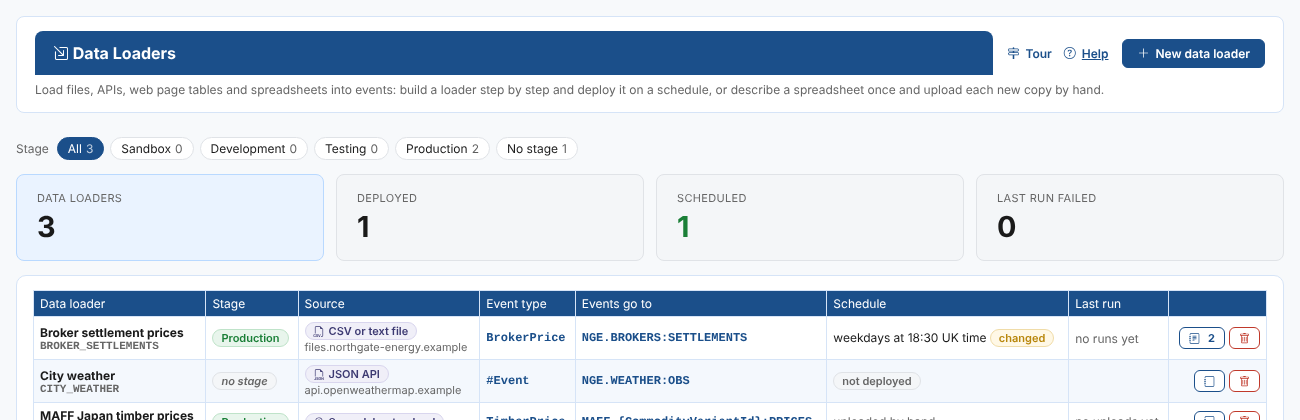 Data Loaders
Tour
Help
New data loader
Load files, APIs, web page tables and spreadsheets into events: build a loader step by step and deploy it on a schedule, or describe a spreadsheet once and upload each new copy by hand.
Stage All 3 Sandbox 0 Development 0 Testing 0 Production 2 No stage 1
DATA LOADERS
3
DEPLOYED
1
SCHEDULED
1
LAST RUN FAILED
0
Data loader Stage Source Event type Events go to Schedule Last run
Broker settlement prices
BROKER_SETTLEMENTS
Production
CSV or text file
files.northgate-energy.example
BrokerPrice
NGE.BROKERS:SETTLEMENTS
weekdays at 18:30 UK time changed
no runs yet
2
City weather
CITY_WEATHER
no stage
JSON API
api.openweathermap.example
#Event
NGE.WEATHER:OBS
not deployed
MAFF Japan timber prices